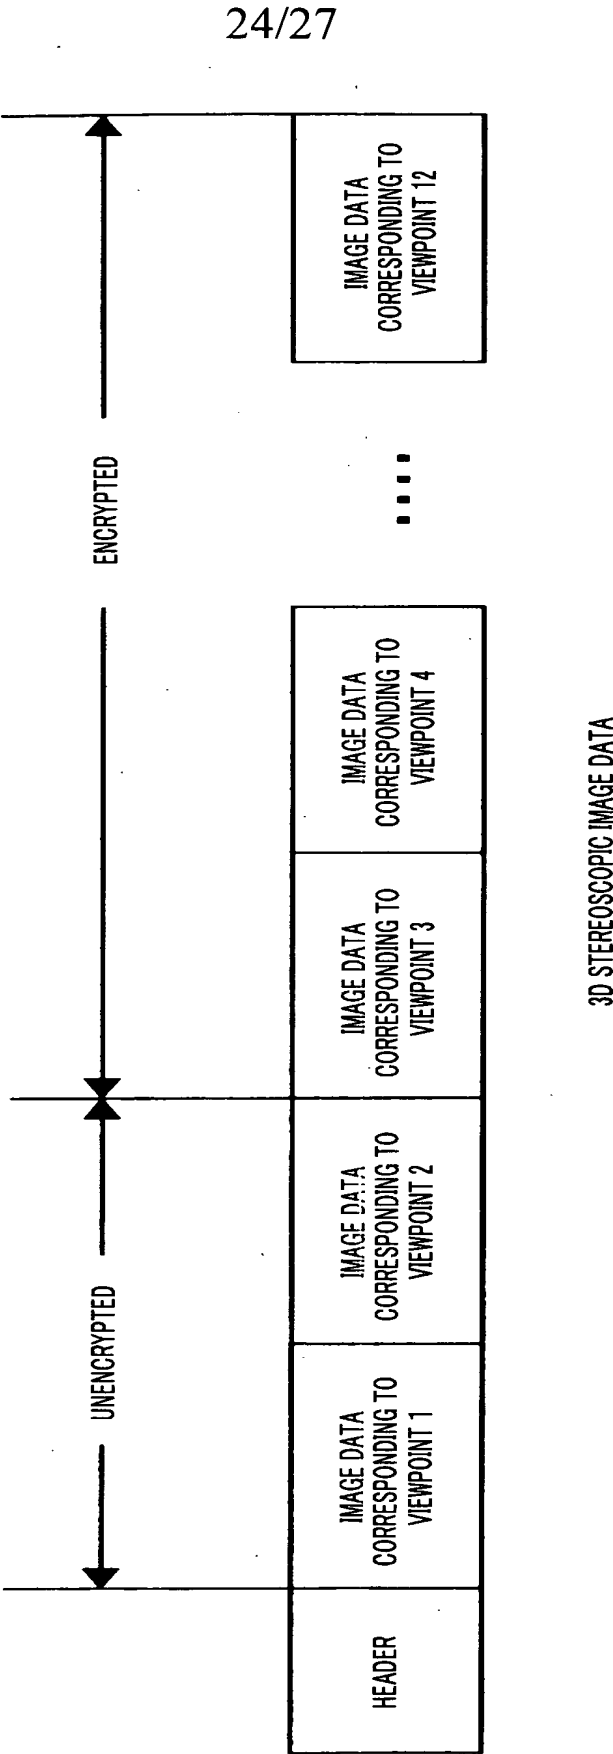 24/27
UNENCRYPTED
ENCRYPTED
HEADER
IMAGE DATA
CORRESPONDING TO
VIEWPOINT 1
IMAGE DATA
CORRESPONDING TO
VIEWPOINT 2
IMAGE DATA
CORRESPONDING TO
VIEWPOINT 3
IMAGE DATA
CORRESPONDING TO
VIEWPOINT 4
IMAGE DATA
CORRESPONDING TO
VIEWPOINT 12
3D STEREOSCOPIC IMAGE DATA